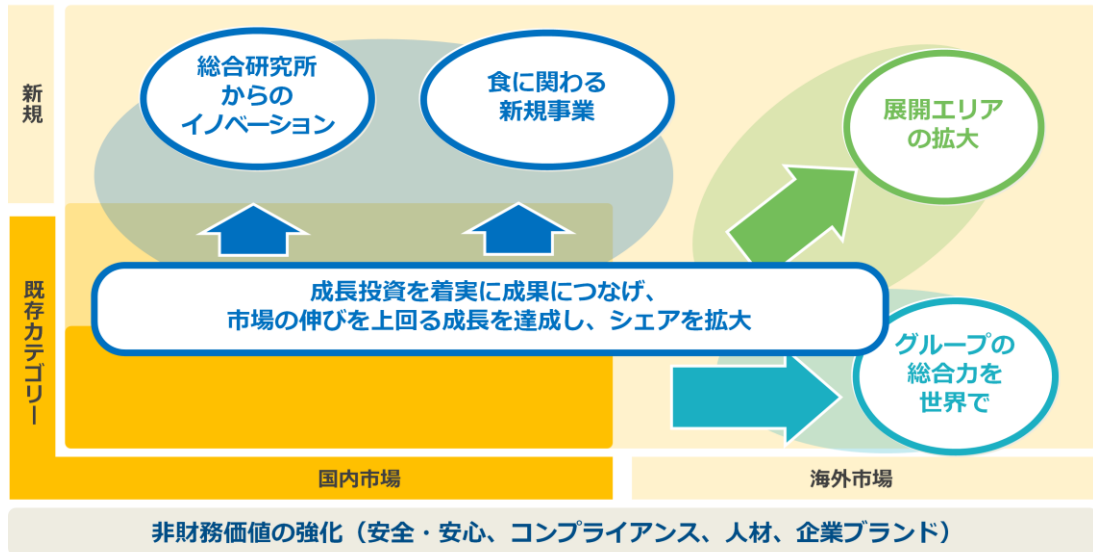 新規
総合研究所
からの
イノベーション
食に関わる
新規事業
展開エリア
の拡大
既存カテゴリー
成長投資を着実に成果につなげ、
市場の伸びを上回る成長を達成し、シェアを拡大
グループの
総合力を
世界で
国内市場
海外市場
非財務価値の強化（安全・安心、コンプライアンス、人材、企業ブランド）